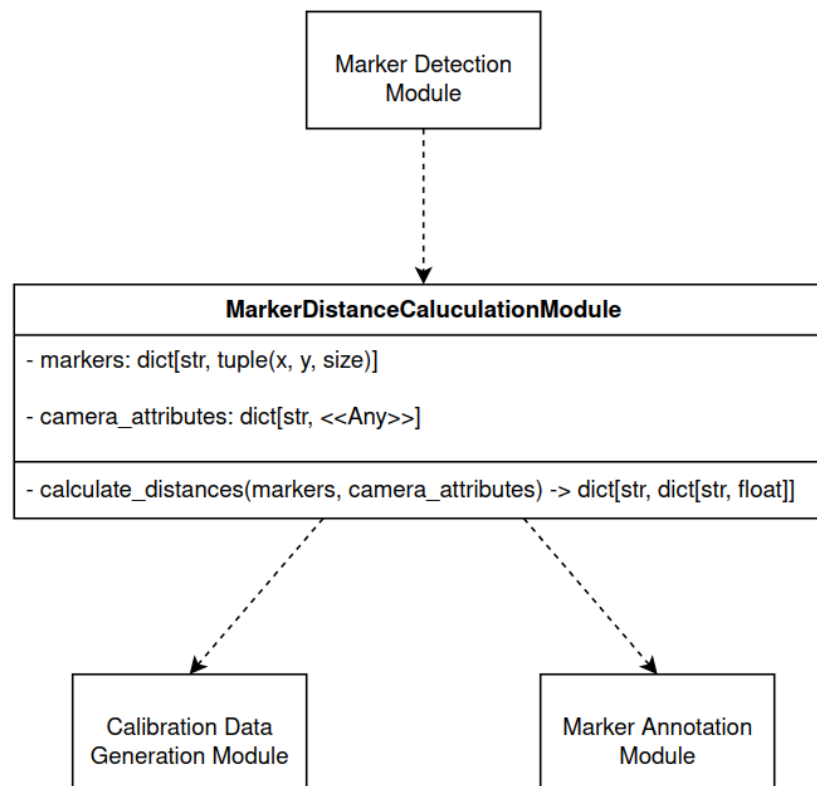 Marker Detection
Module
MarkerDistanceCaluculationModule
- markers: dict[str, tuple(x, y, size)]
- camera_attributes: dict[str, <<Any>>]
- calculate_distances(markers, camera_attributes) -> dict[str, dict[str, float]]
Calibration Data
Generation Module
Marker Annotation
Module